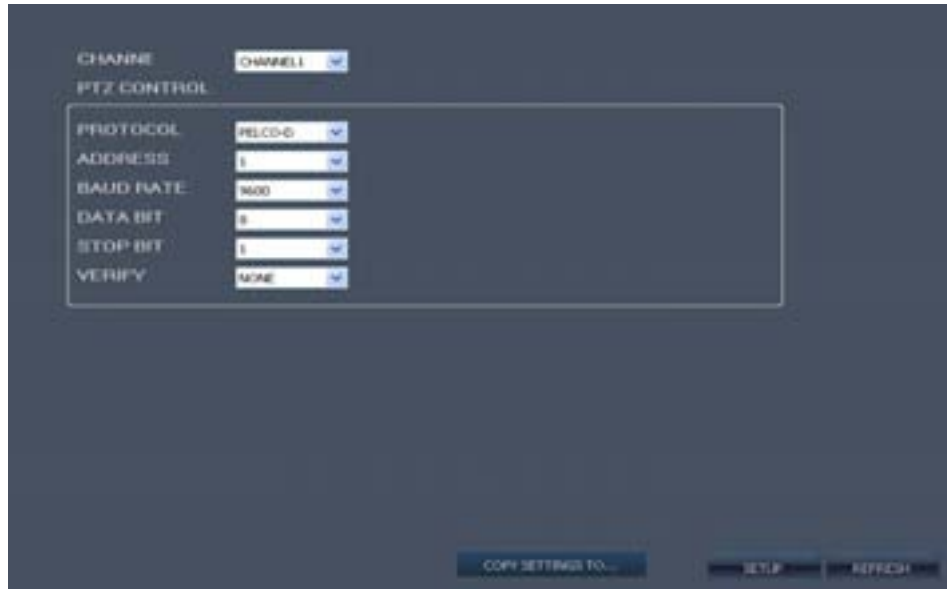 CHANNE CHANNEL1
PTZ CONTROL
PROTOCOL PELCO-D
ADDRESS 1
BAUD RATE 9600
DATA BIT 8
STOP BIT 1
VERIFY NONE
COPY SETTINGS TO...
SETUP REFRESH